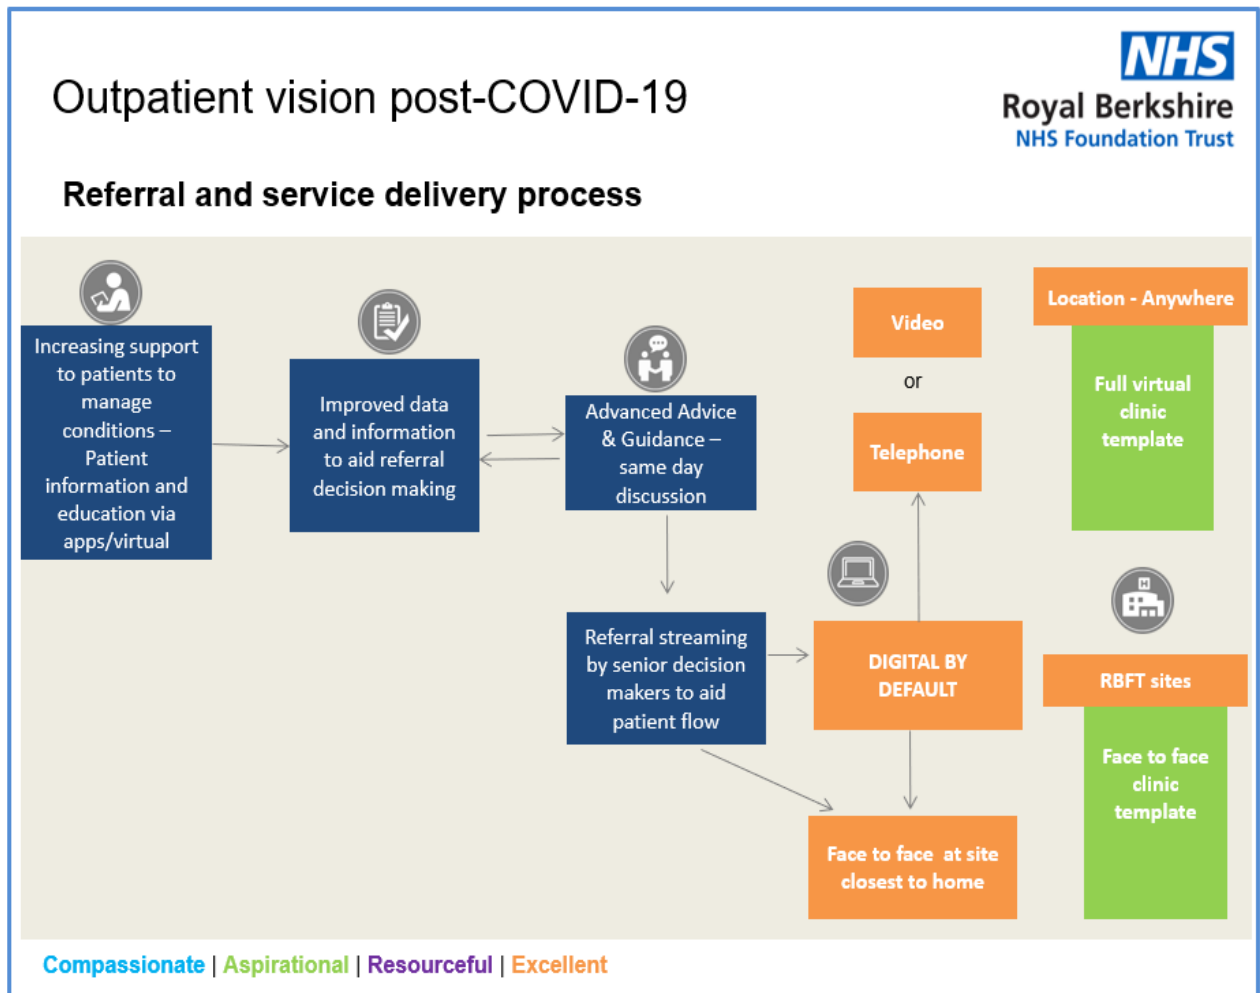 Outpatient vision post-COVID-19
NHS
Royal Berkshire
NHS Foundation Trust
Referral and service delivery process
Increasing support
to patients to
manage
conditions –
Patient
information and
education via
apps/virtual
Improved data
and information
to aid referral
decision making
Advanced Advice
& Guidance –
same day
discussion
Referral streaming
by senior decision
makers to aid
patient flow
Video
or
Telephone
DIGITAL BY
DEFAULT
Face to face at site
closest to home
Location - Anywhere
Full virtual
clinic
template
H
RBFT sites
Face to face
clinic
template
Compassionate | Aspirational | Resourceful | Excellent